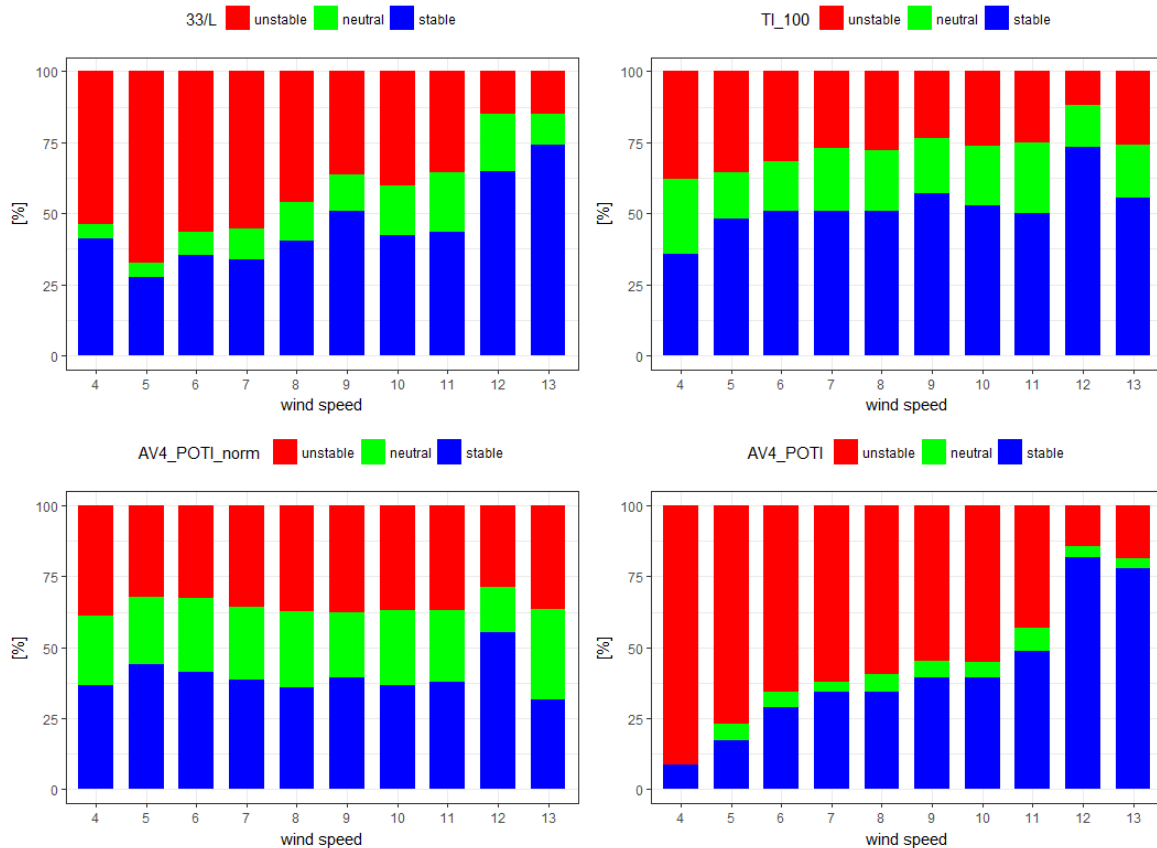 33/L unstable neutral stable
100
75
50
25
0
[%]
4 5 6 7 8 9 10 11 12 13
wind speed
TI_100 unstable neutral stable
100
75
50
25
0
[%]
4 5 6 7 8 9 10 11 12 13
wind speed
AV4_POTI_norm unstable neutral stable
100
75
50
25
0
[%]
4 5 6 7 8 9 10 11 12 13
wind speed
AV4_POTI unstable neutral stable
100
75
50
25
0
[%]
4 5 6 7 8 9 10 11 12 13
wind speed